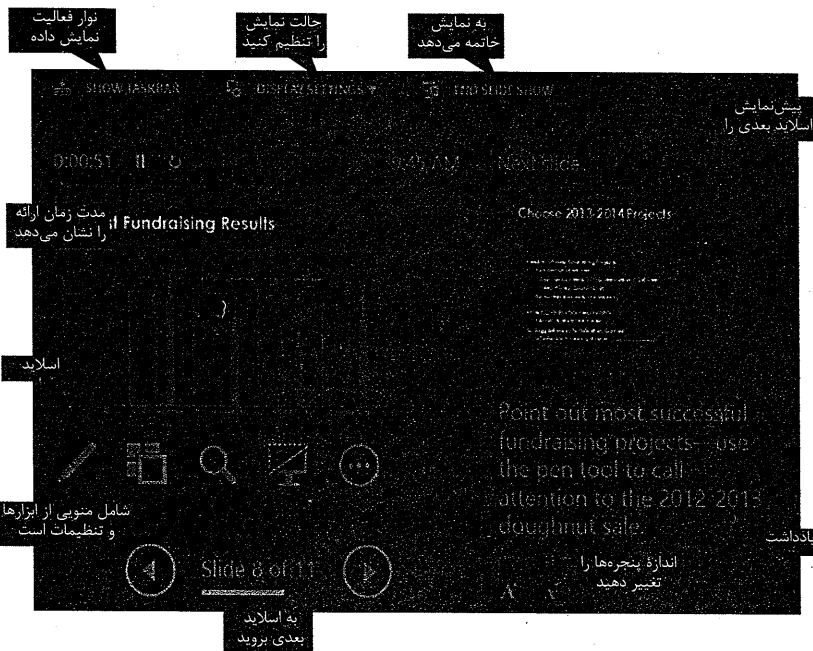 نوار فعالیت
نمایش داده
حالت نمایش
را تنظیم کنید
به نمایش
خاتمه می‌دهد
SHOW TASKBAR
DISPLAY SETTINGS ▼
END SLIDE SHOW
پیش‌نمایش
اسلاید بعدی را
0:00:51
9:45 AM
Next slide
مدت زمان ارائه
را نشان می‌دهد
Fundraising Results
Choose 2013-2014 Projects
اسلاید
Point out most successful
fundraising projects—use
the pen tool to call
attention to the 2012-2013
doughnut sale.
شامل منویی از ابزارها
و تنظیمات است
یادداشت
اندازهٔ پنجره‌ها را
تغییر دهید
Slide 8 of 11
A A
به اسلاید
بعدی بروید